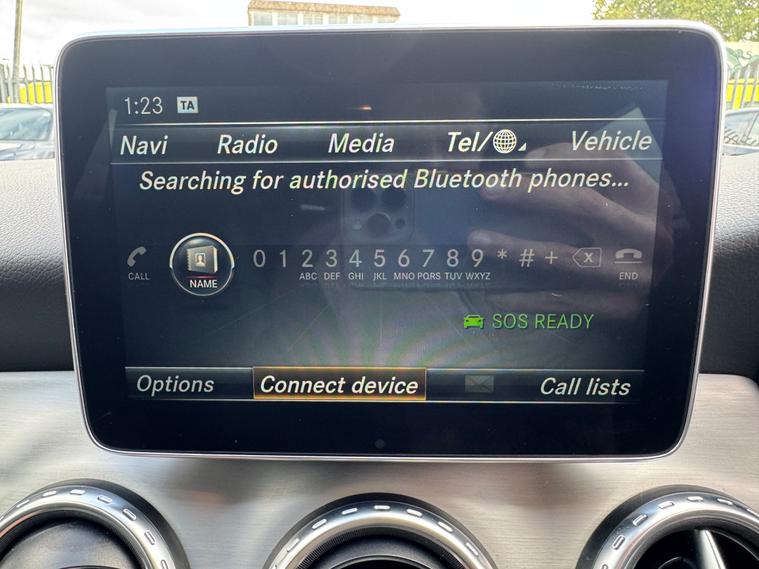 1:23 TA
Navi Radio Media Tel/ Vehicle
Searching for authorised Bluetooth phones...
0 1 2 3 4 5 6 7 8 9 * # + X
CALL NAME ABC DEF GHI JKL MNO PQRS TUV WXYZ END
SOS READY
Options Connect device Call lists